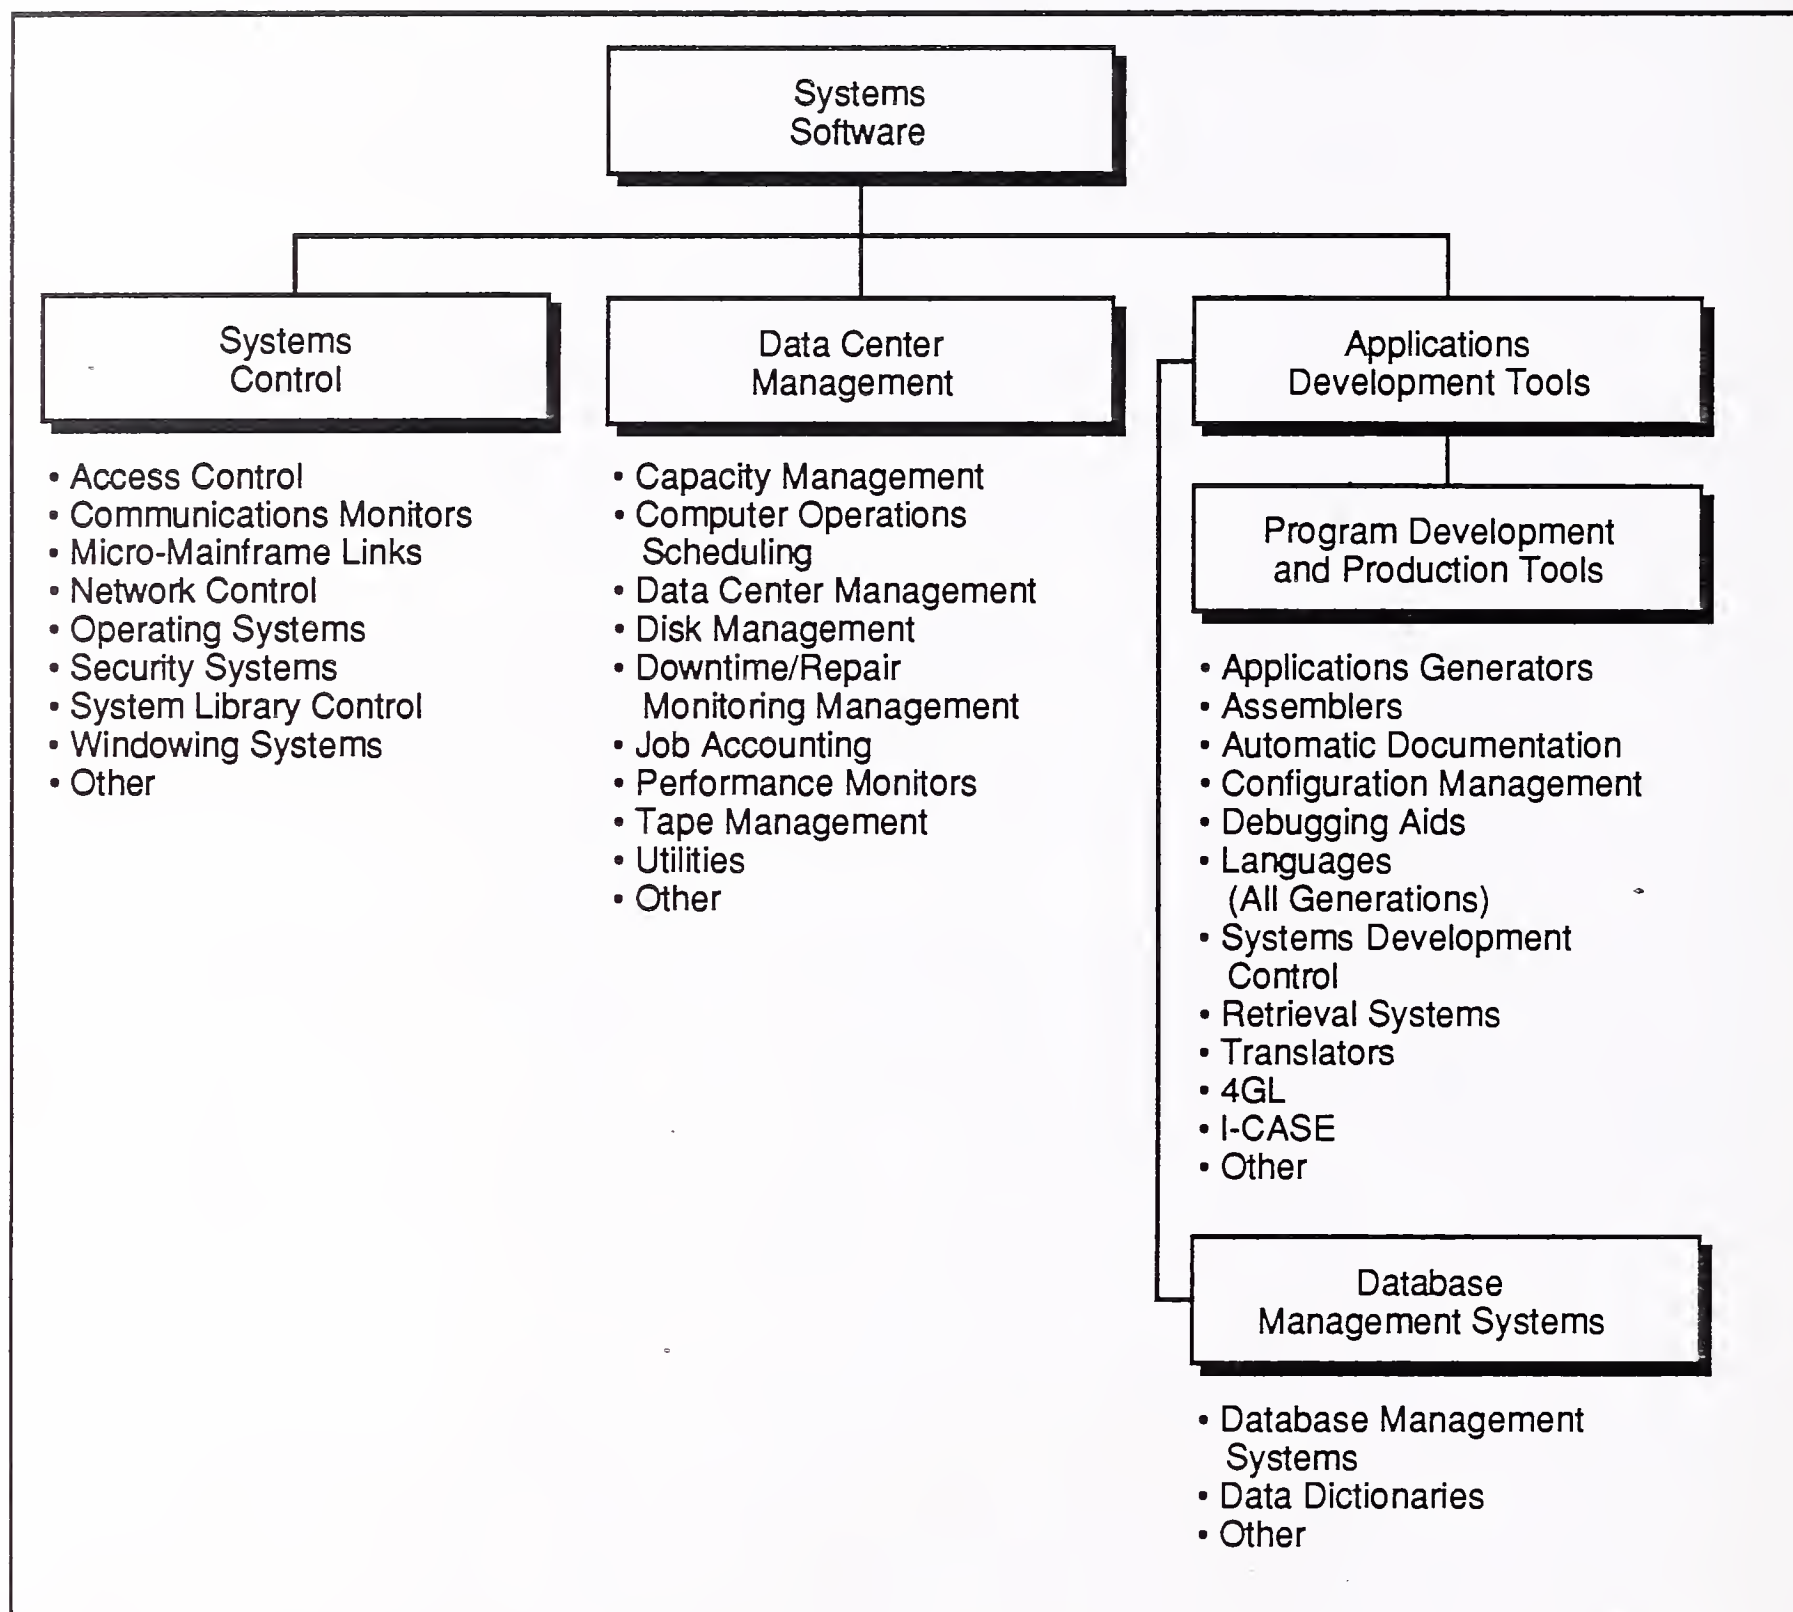 Systems
Software
Systems
Control
• Access Control
• Communications Monitors
• Micro-Mainframe Links
• Network Control
• Operating Systems
• Security Systems
• System Library Control
• Windowing Systems
• Other
Data Center
Management
• Capacity Management
• Computer Operations
Scheduling
• Data Center Management
• Disk Management
• Downtime/Repair
Monitoring Management
• Job Accounting
• Performance Monitors
• Tape Management
• Utilities
• Other
Applications
Development Tools
Program Development
and Production Tools
• Applications Generators
• Assemblers
• Automatic Documentation
• Configuration Management
• Debugging Aids
• Languages
(All Generations)
• Systems Development
Control
• Retrieval Systems
• Translators
• 4GL
• I-CASE
• Other
Database
Management Systems
• Database Management
Systems
• Data Dictionaries
• Other